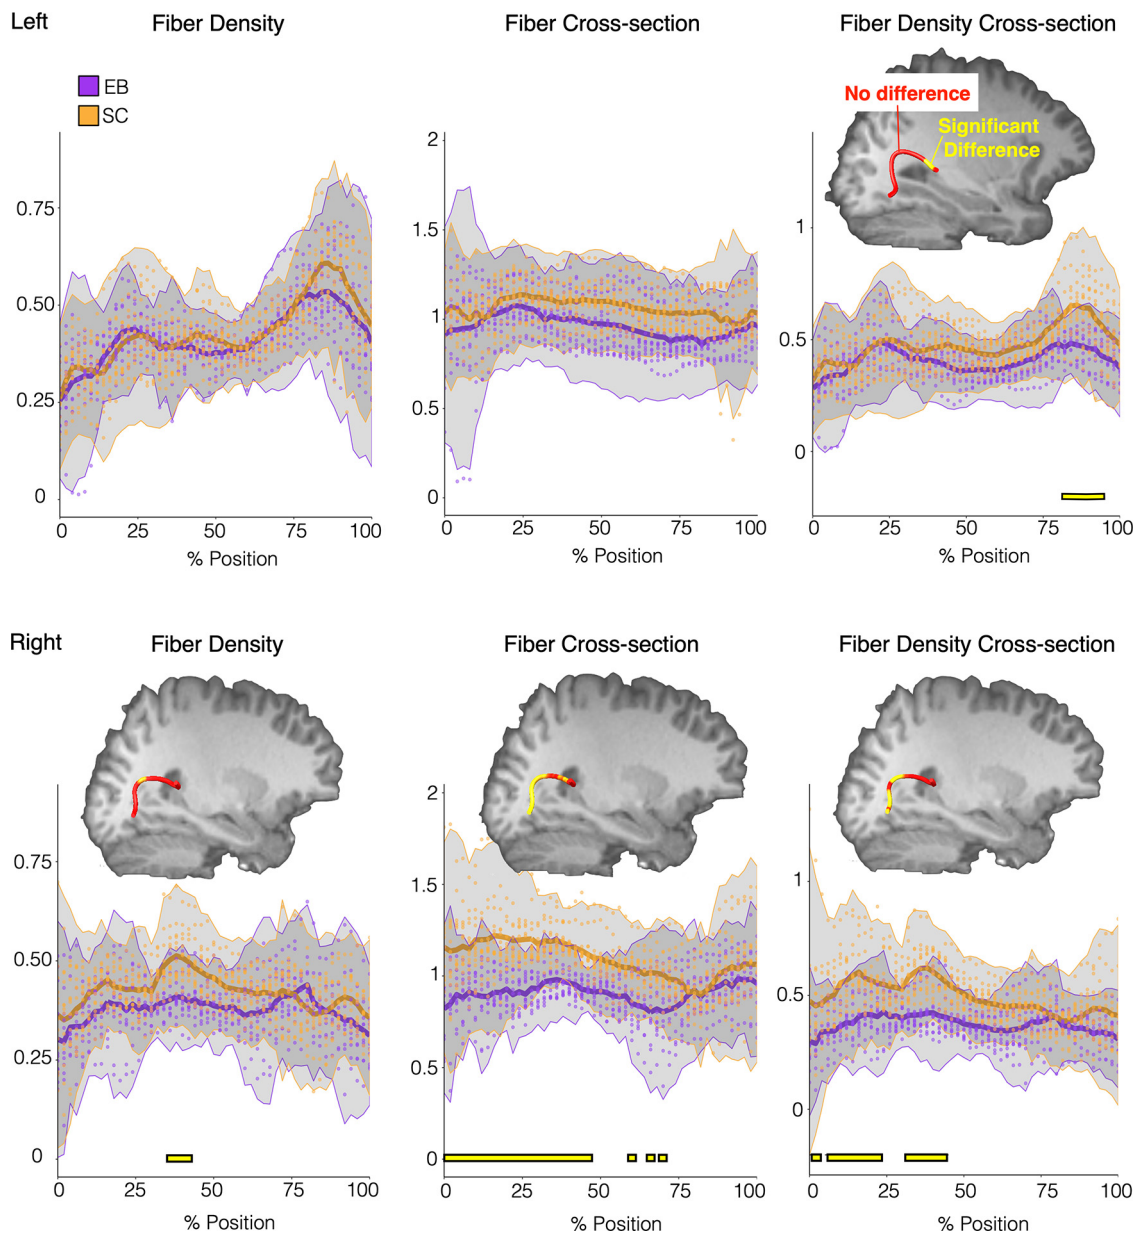 Left
Fiber Density
Fiber Cross-section
Fiber Density Cross-section
EB
SC
No difference
Significant
Difference
0.75
0.50
0.25
0
0 25 50 75 100
% Position
2
1.5
1
0.5
0
0 25 50 75 100
% Position
1
0.5
0
0 25 50 75 100
% Position
Right
Fiber Density
Fiber Cross-section
Fiber Density Cross-section
0.75
0.50
0.25
0
0 25 50 75 100
% Position
2
1.5
1
0.5
0
0 25 50 75 100
% Position
1
0.5
0
0 25 50 75 100
% Position